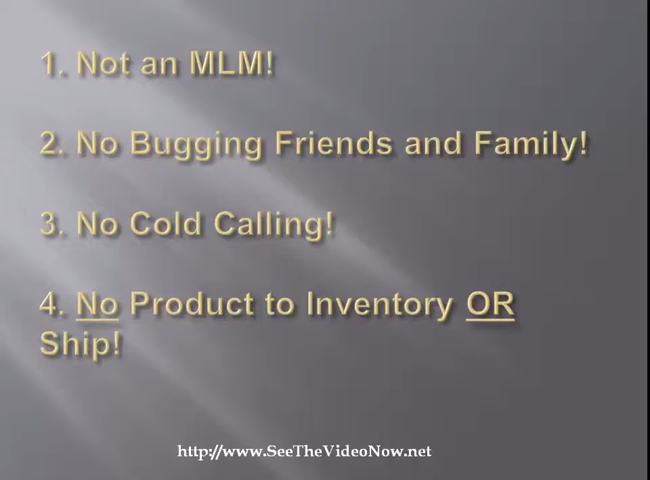 1. Not an MLM!
2. No Bugging Friends and Family!
3. No Cold Calling!
4. No Product to Inventory OR
Ship!
http://www.SeeTheVideoNow.net